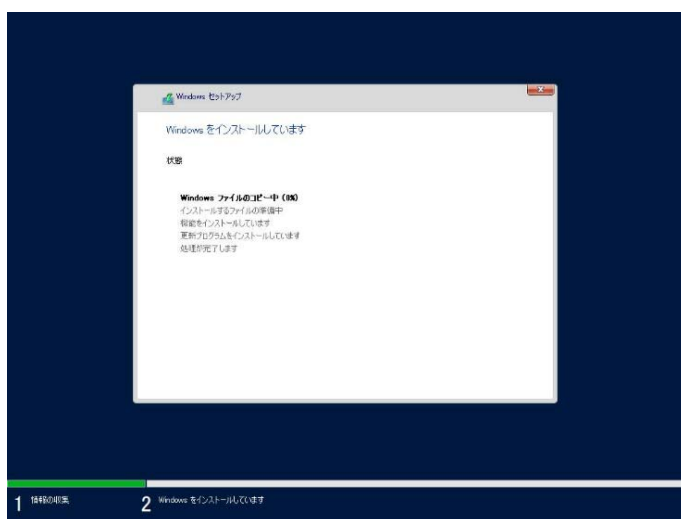 Windows セットアップ
Windows をインストールしています
状態
Windows ファイルのコピー中 (0%)
インストールするファイルの準備中
機能をインストールしています
更新プログラムをインストールしています
処理が完了します
1 情報の収集
2 Windows をインストールしています